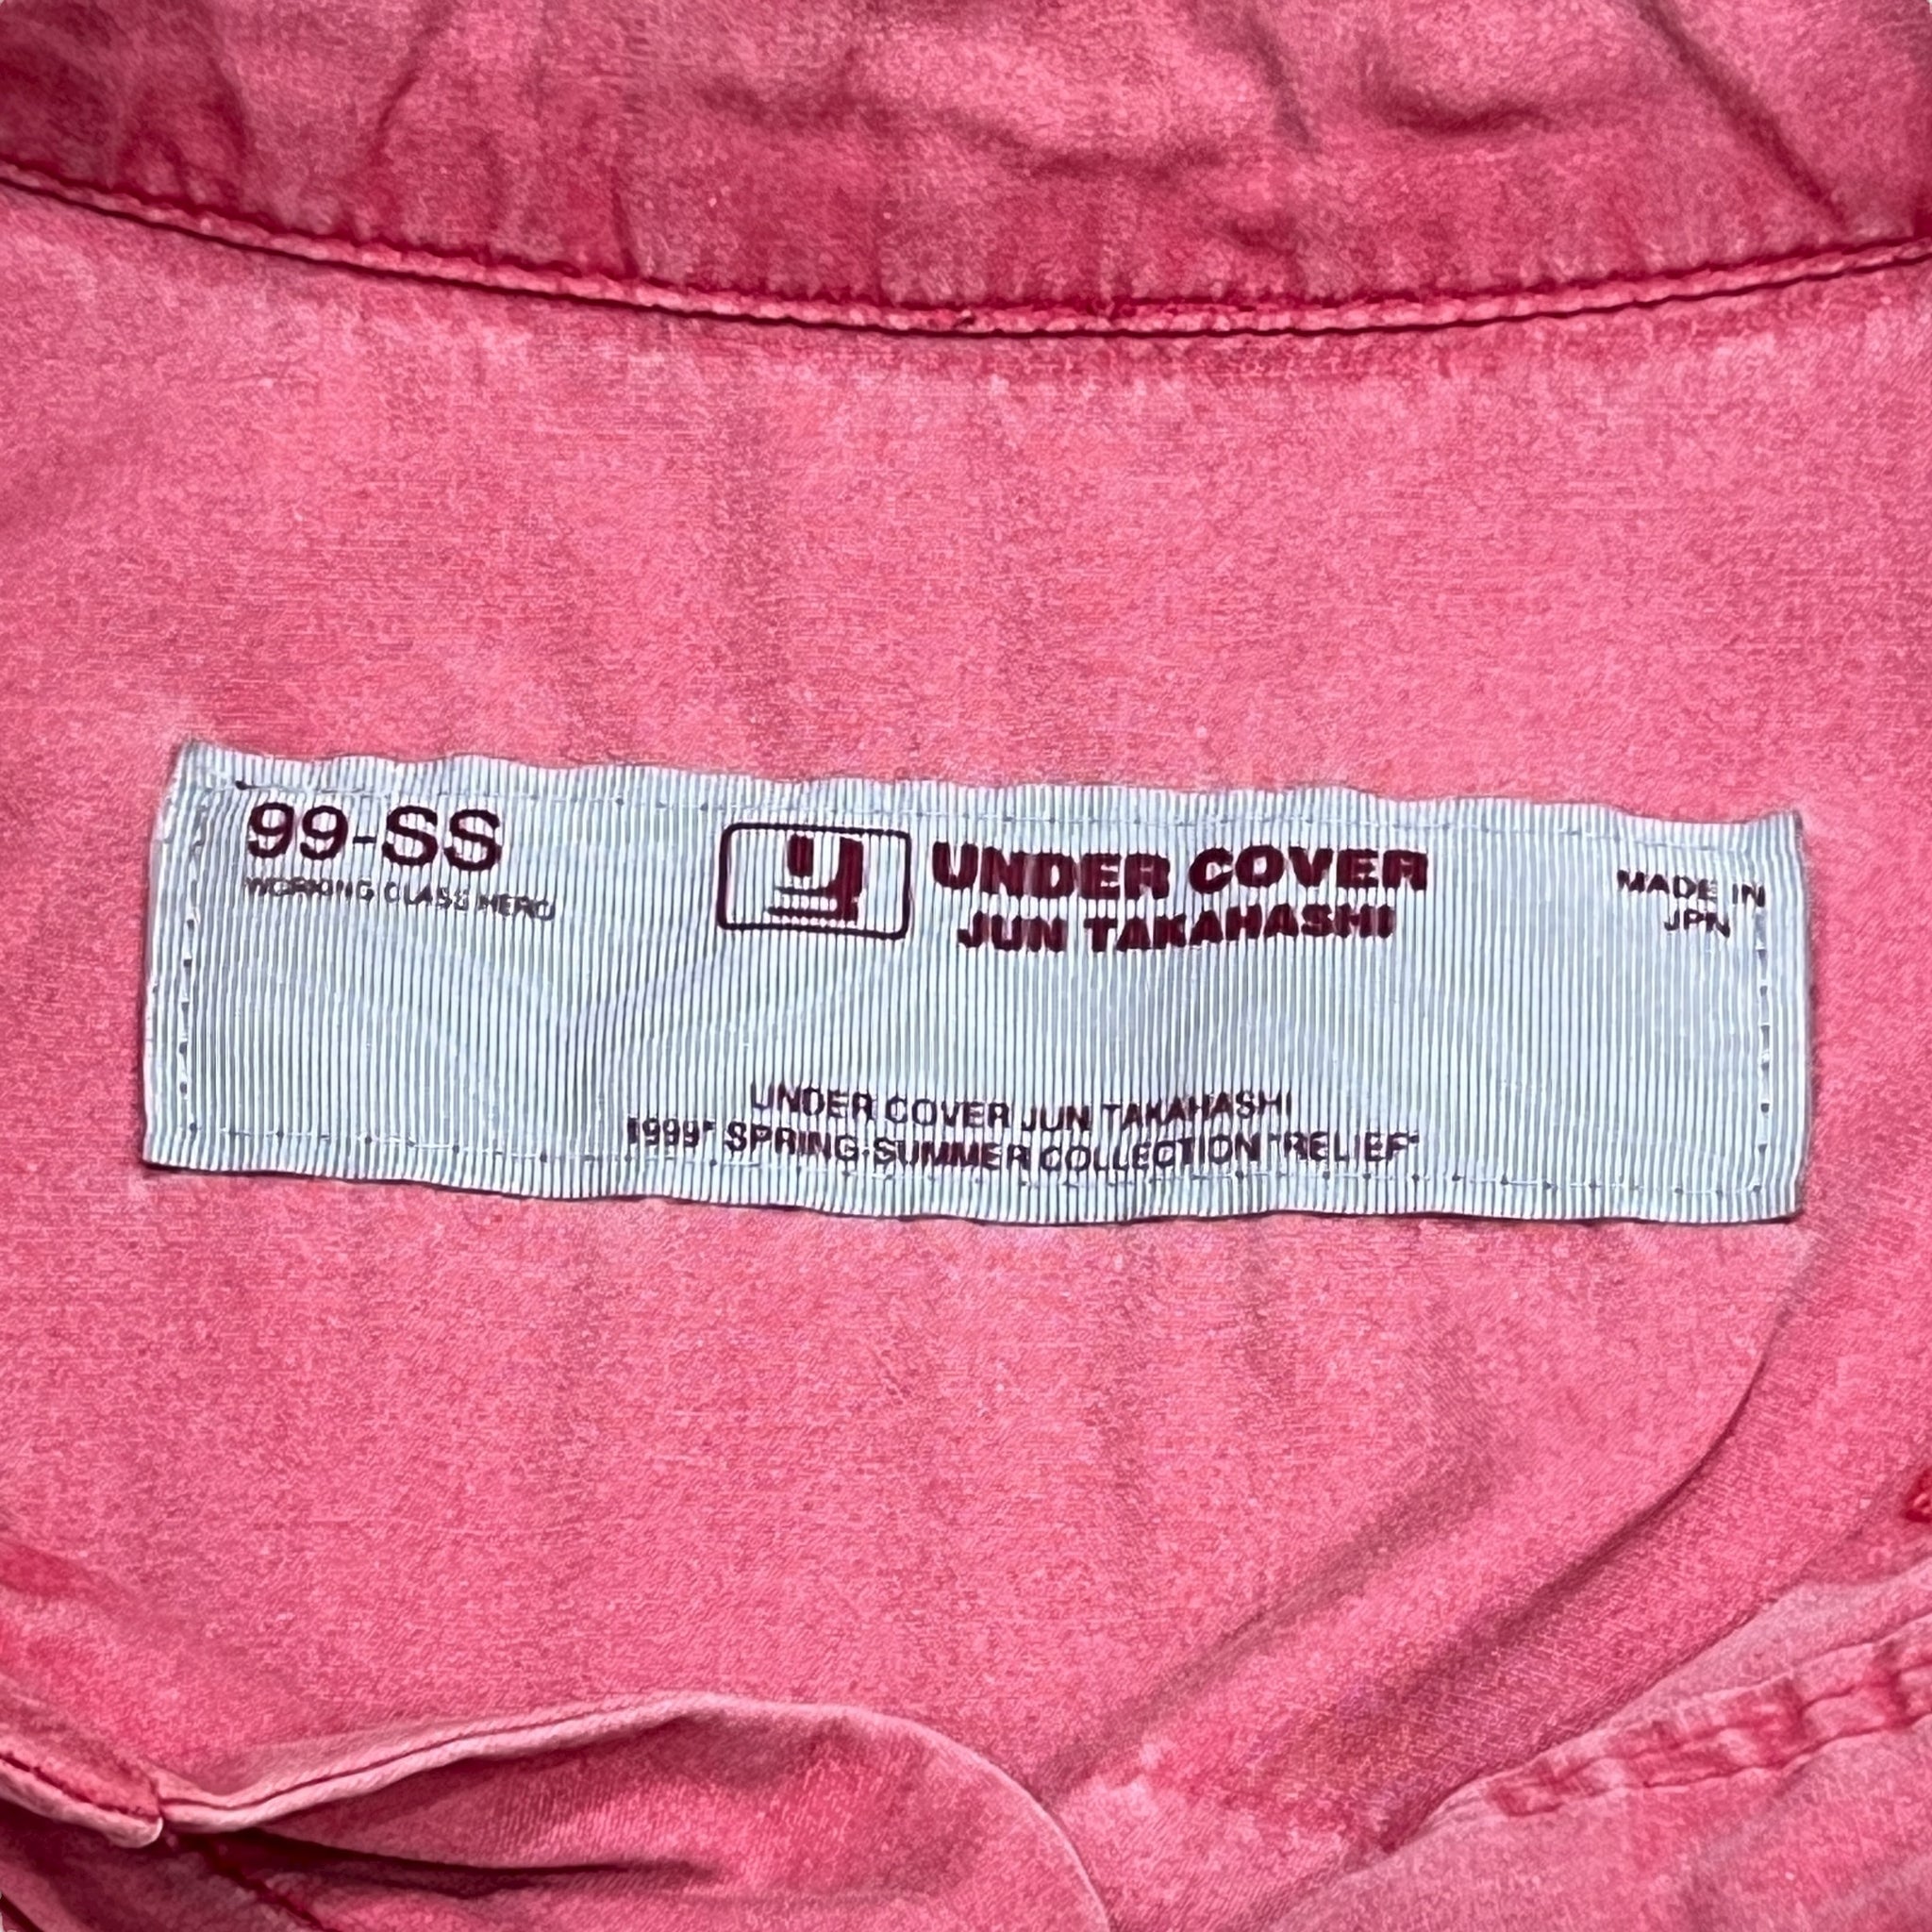 99-SS
WORKING CLASS HERO
UNDER COVER
JUN TAKAHASHI
MADE IN
JPN
UNDER COVER JUN TAKAHASHI
1999" SPRING-SUMMER COLLECTION "RELIEF"